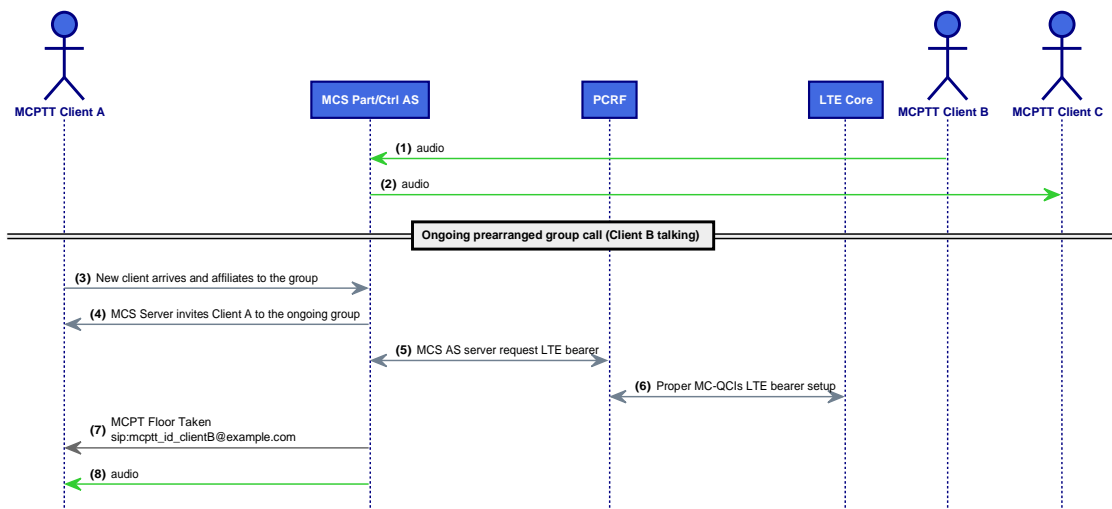 MCPTT Client A
MCS Part/Ctrl AS
PCRF
LTE Core
MCPTT Client B
MCPTT Client C
(1) audio
(2) audio
Ongoing prearranged group call (Client B talking)
(3) New client arrives and affiliates to the group
(4) MCS Server invites Client A to the ongoing group
(5) MCS AS server request LTE bearer
(6) Proper MC-QCIs LTE bearer setup
(7) MCPT Floor Taken
sip:mcptt_id_clientB@example.com
(8) audio